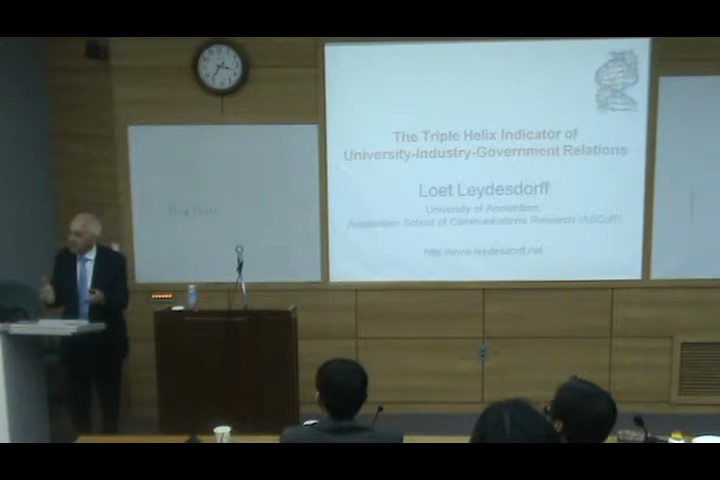 The Triple Helix Indicator of
University-Industry-Government Relations
Loet Leydesdorff
University of Amsterdam,
Amsterdam School of Communications Research (ASCoR)
http://www.leydesdorff.net